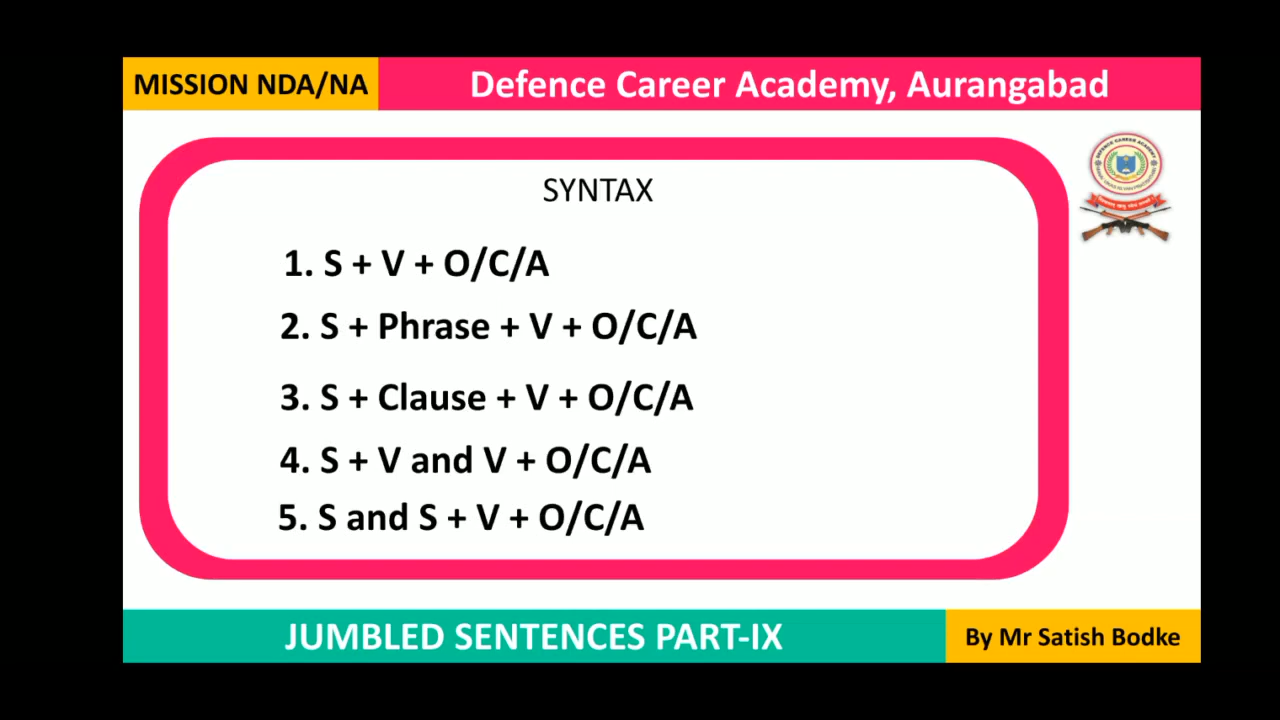 MISSION NDA/NA
Defence Career Academy, Aurangabad
SYNTAX
1. S + V + O/C/A
2. S + Phrase + V + O/C/A
3. S + Clause + V + O/C/A
4. S + V and V + O/C/A
5. S and S + V + O/C/A
JUMBLED SENTENCES PART-IX
By Mr Satish Bodke